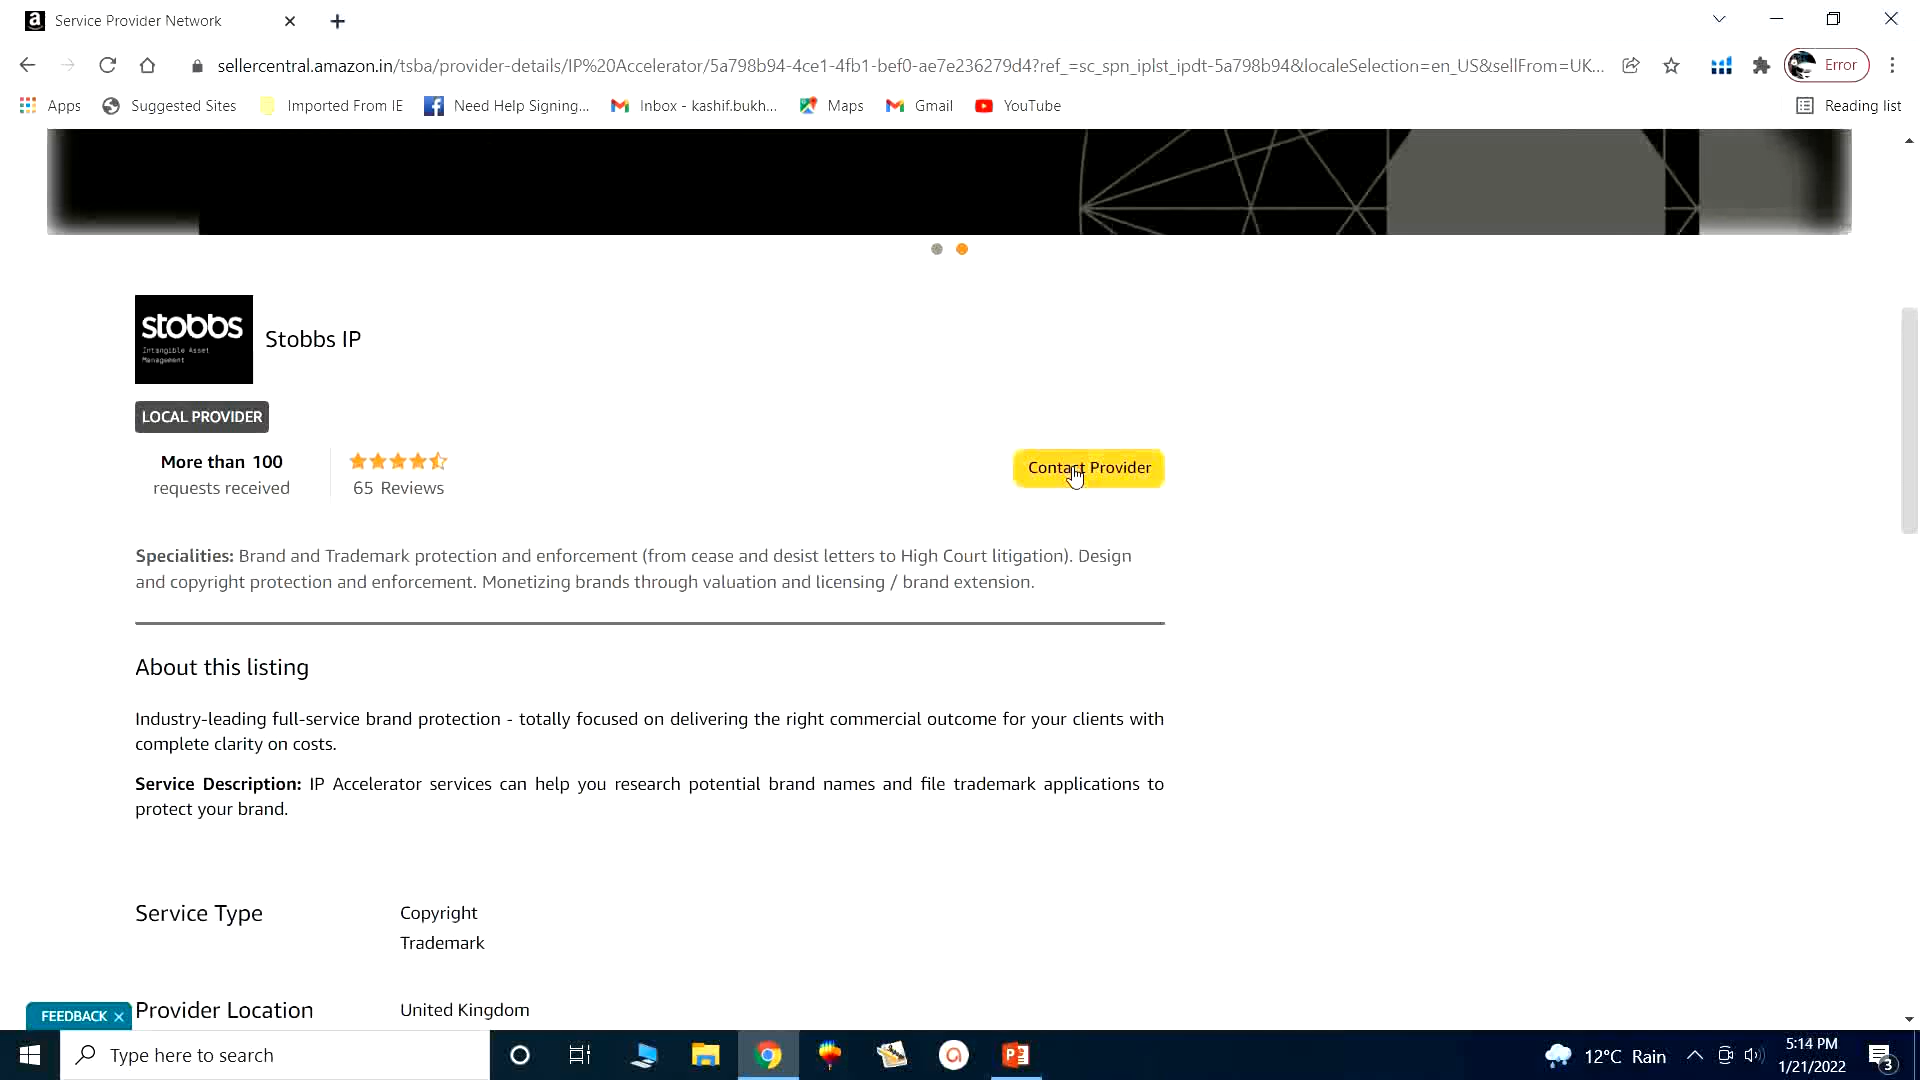 Service Provider Network
sellercentral.amazon.in/tsba/provider-details/IP%20Accelerator/5a798b94-4ce1-4fb1-bef0-ae7e236279d4?ref_=sc_spn_iplst_ipdt-5a798b94&localeSelection=en_US&sellFrom=UK...
Error
Apps Suggested Sites Imported From IE Need Help Signing... Inbox - kashif.bukh... Maps Gmail YouTube Reading list
stobbs
Intangible Asset
Management
Stobbs IP
LOCAL PROVIDER
More than 100
requests received
65 Reviews
Contact Provider
Specialities: Brand and Trademark protection and enforcement (from cease and desist letters to High Court litigation). Design
and copyright protection and enforcement. Monetizing brands through valuation and licensing / brand extension.
About this listing
Industry-leading full-service brand protection - totally focused on delivering the right commercial outcome for your clients with
complete clarity on costs.
Service Description: IP Accelerator services can help you research potential brand names and file trademark applications to
protect your brand.
Service Type
Copyright
Trademark
Provider Location
United Kingdom
FEEDBACK
Type here to search
12°C Rain
5:14 PM
1/21/2022
3